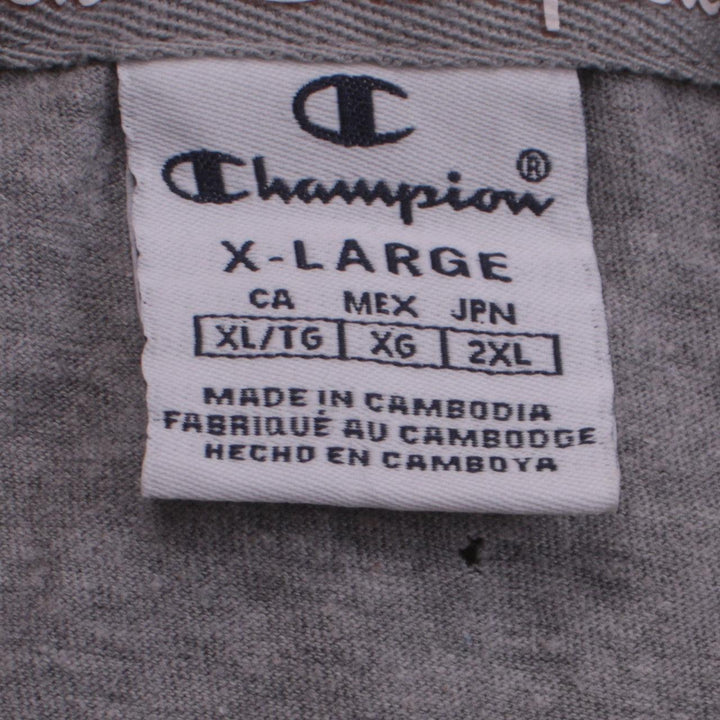 Champion®
X-LARGE
CA MEX JPN
XL/TG XG 2XL
MADE IN CAMBODIA
FABRIQUÉ AU CAMBODGE
HECHO EN CAMBOYA